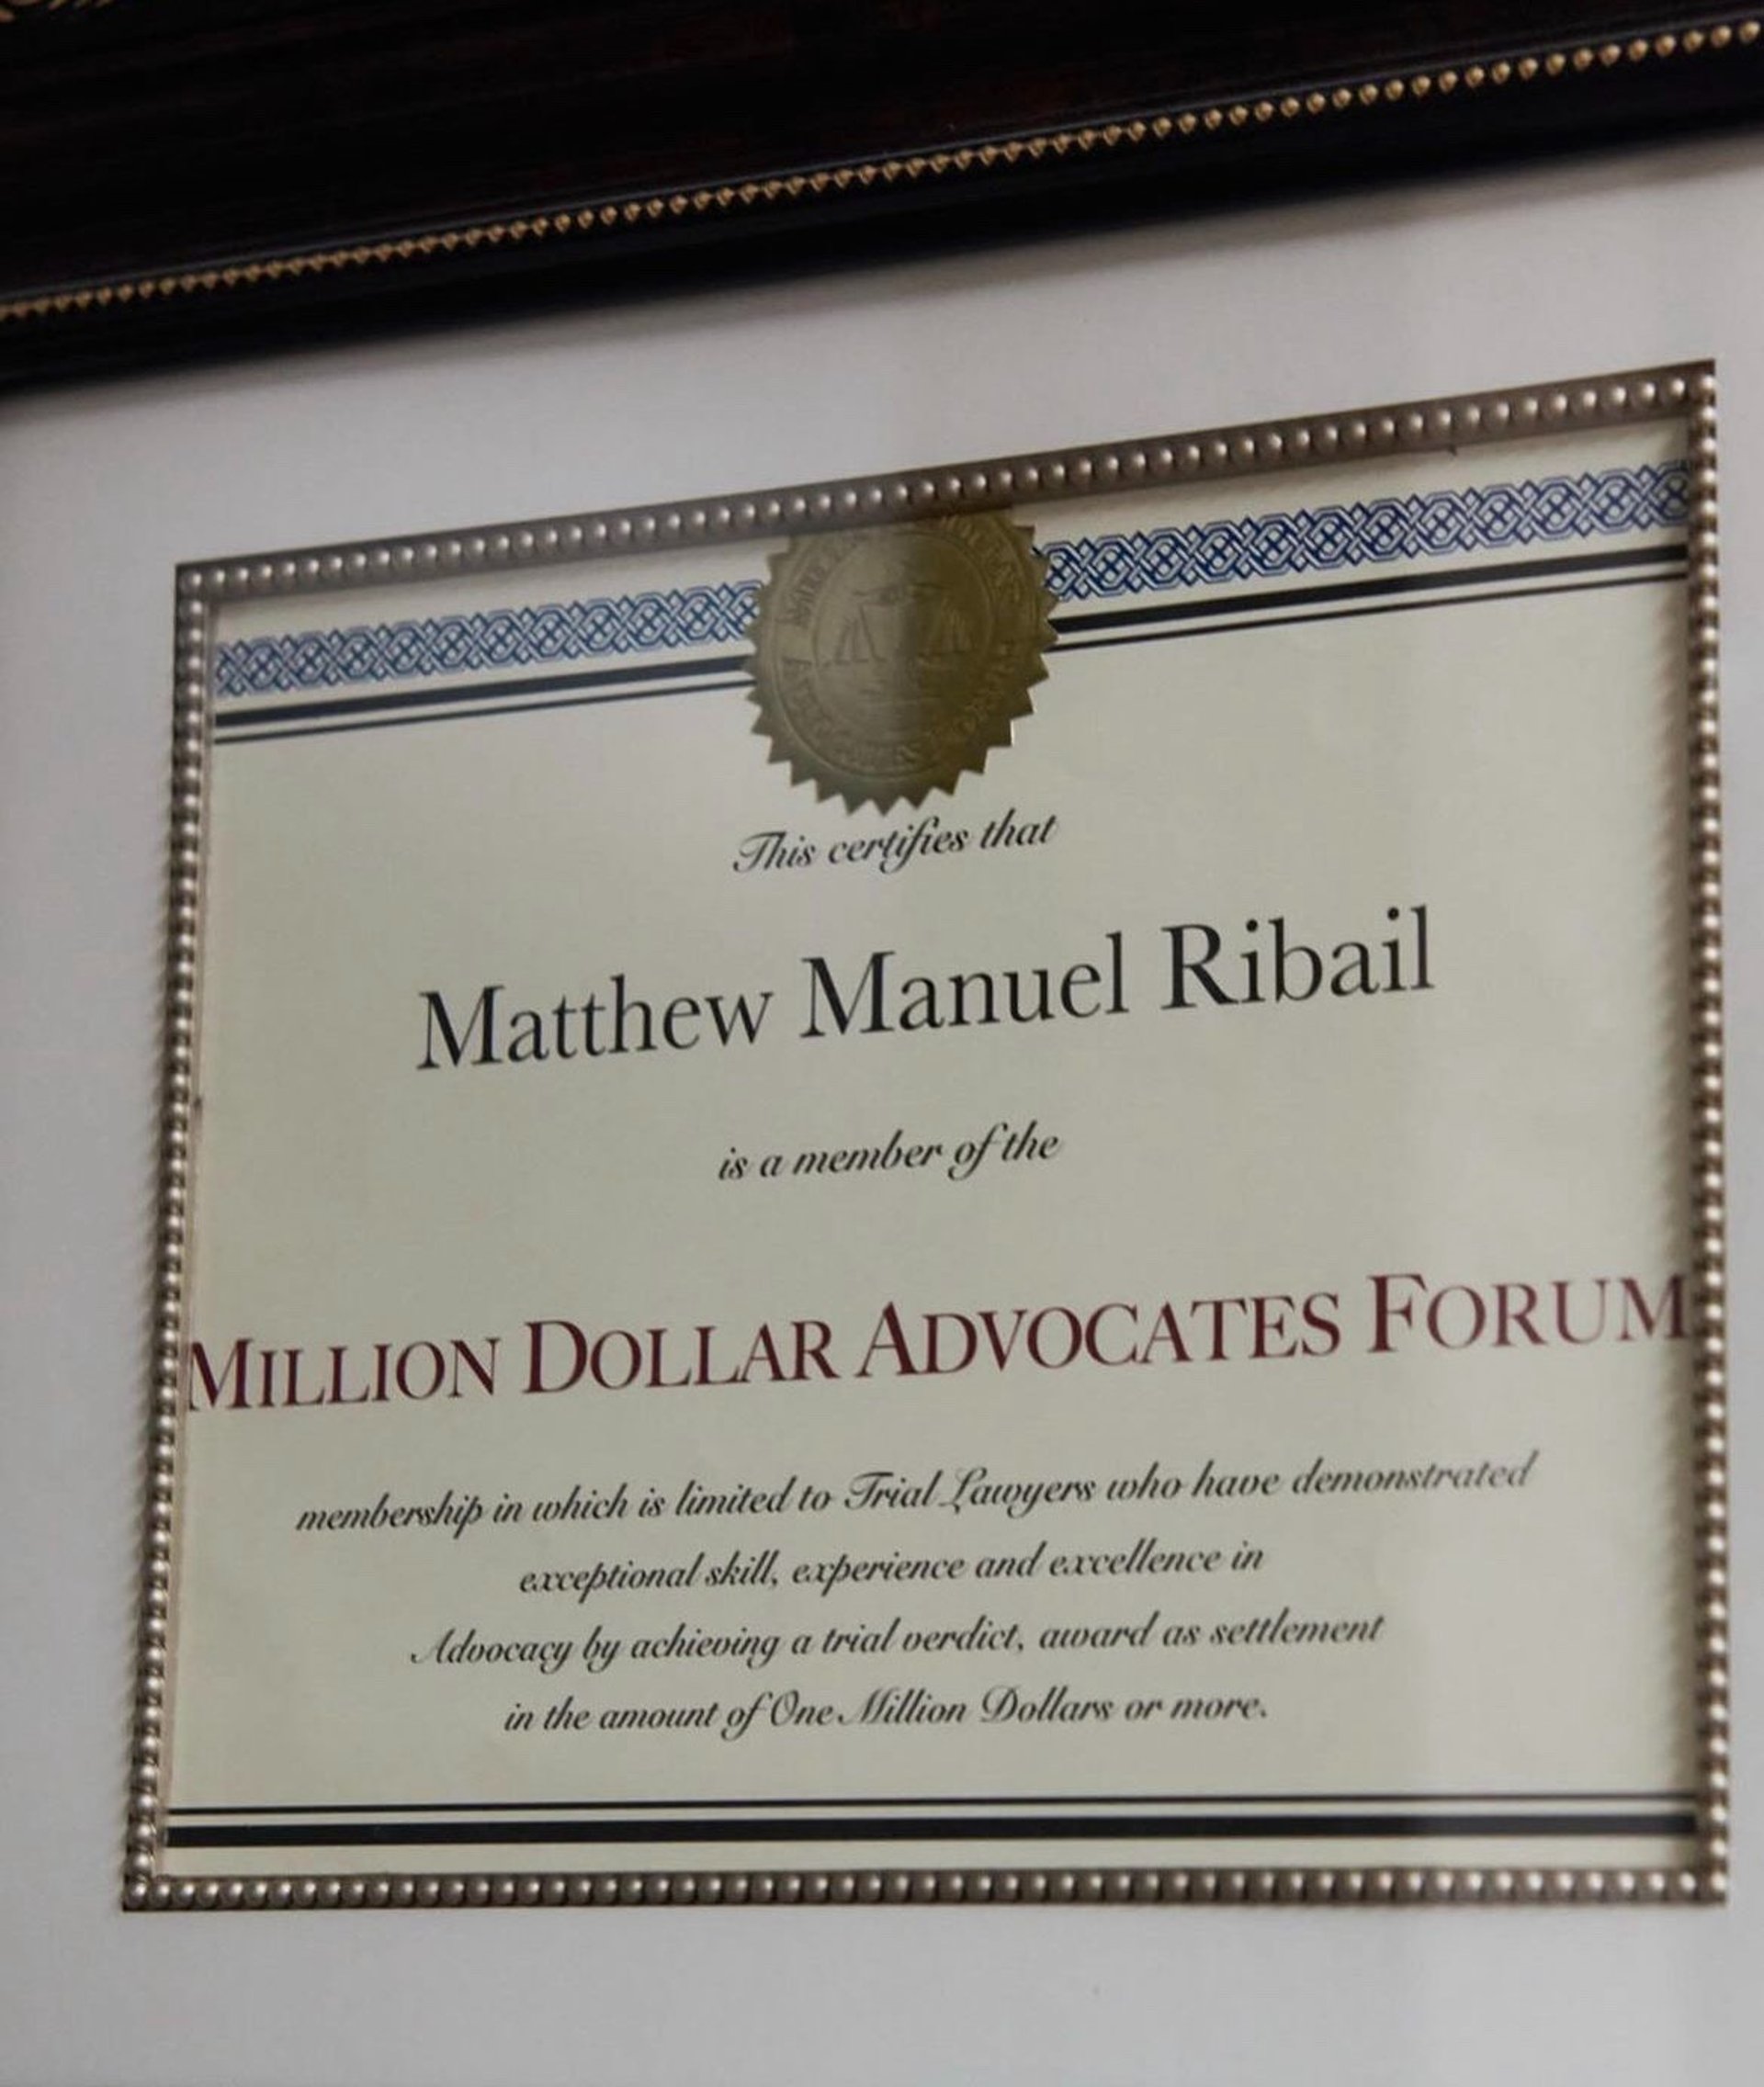 This certifies that
Matthew Manuel Ribail
is a member of the
MILLION DOLLAR ADVOCATES FORUM
membership in which is limited to Trial Lawyers who have demonstrated
exceptional skill, experience and excellence in
Advocacy by achieving a trial verdict, award as settlement
in the amount of One Million Dollars or more.